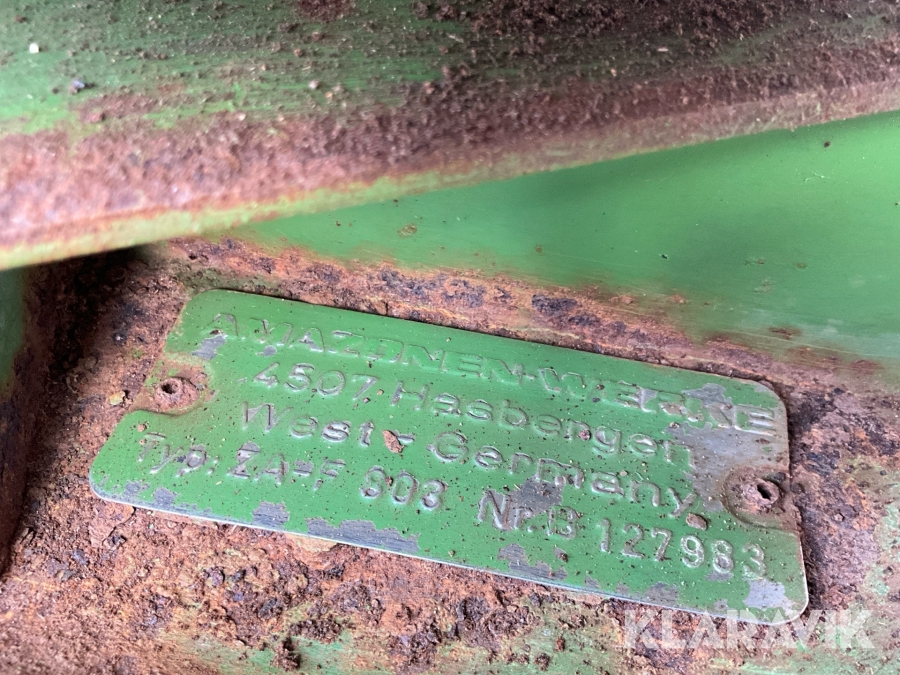 AMAZONEN-WERKE
4507 Hasbergen
West-Germany
Typ: ZA-F 803 Nr. B 127983
KLARAVIK